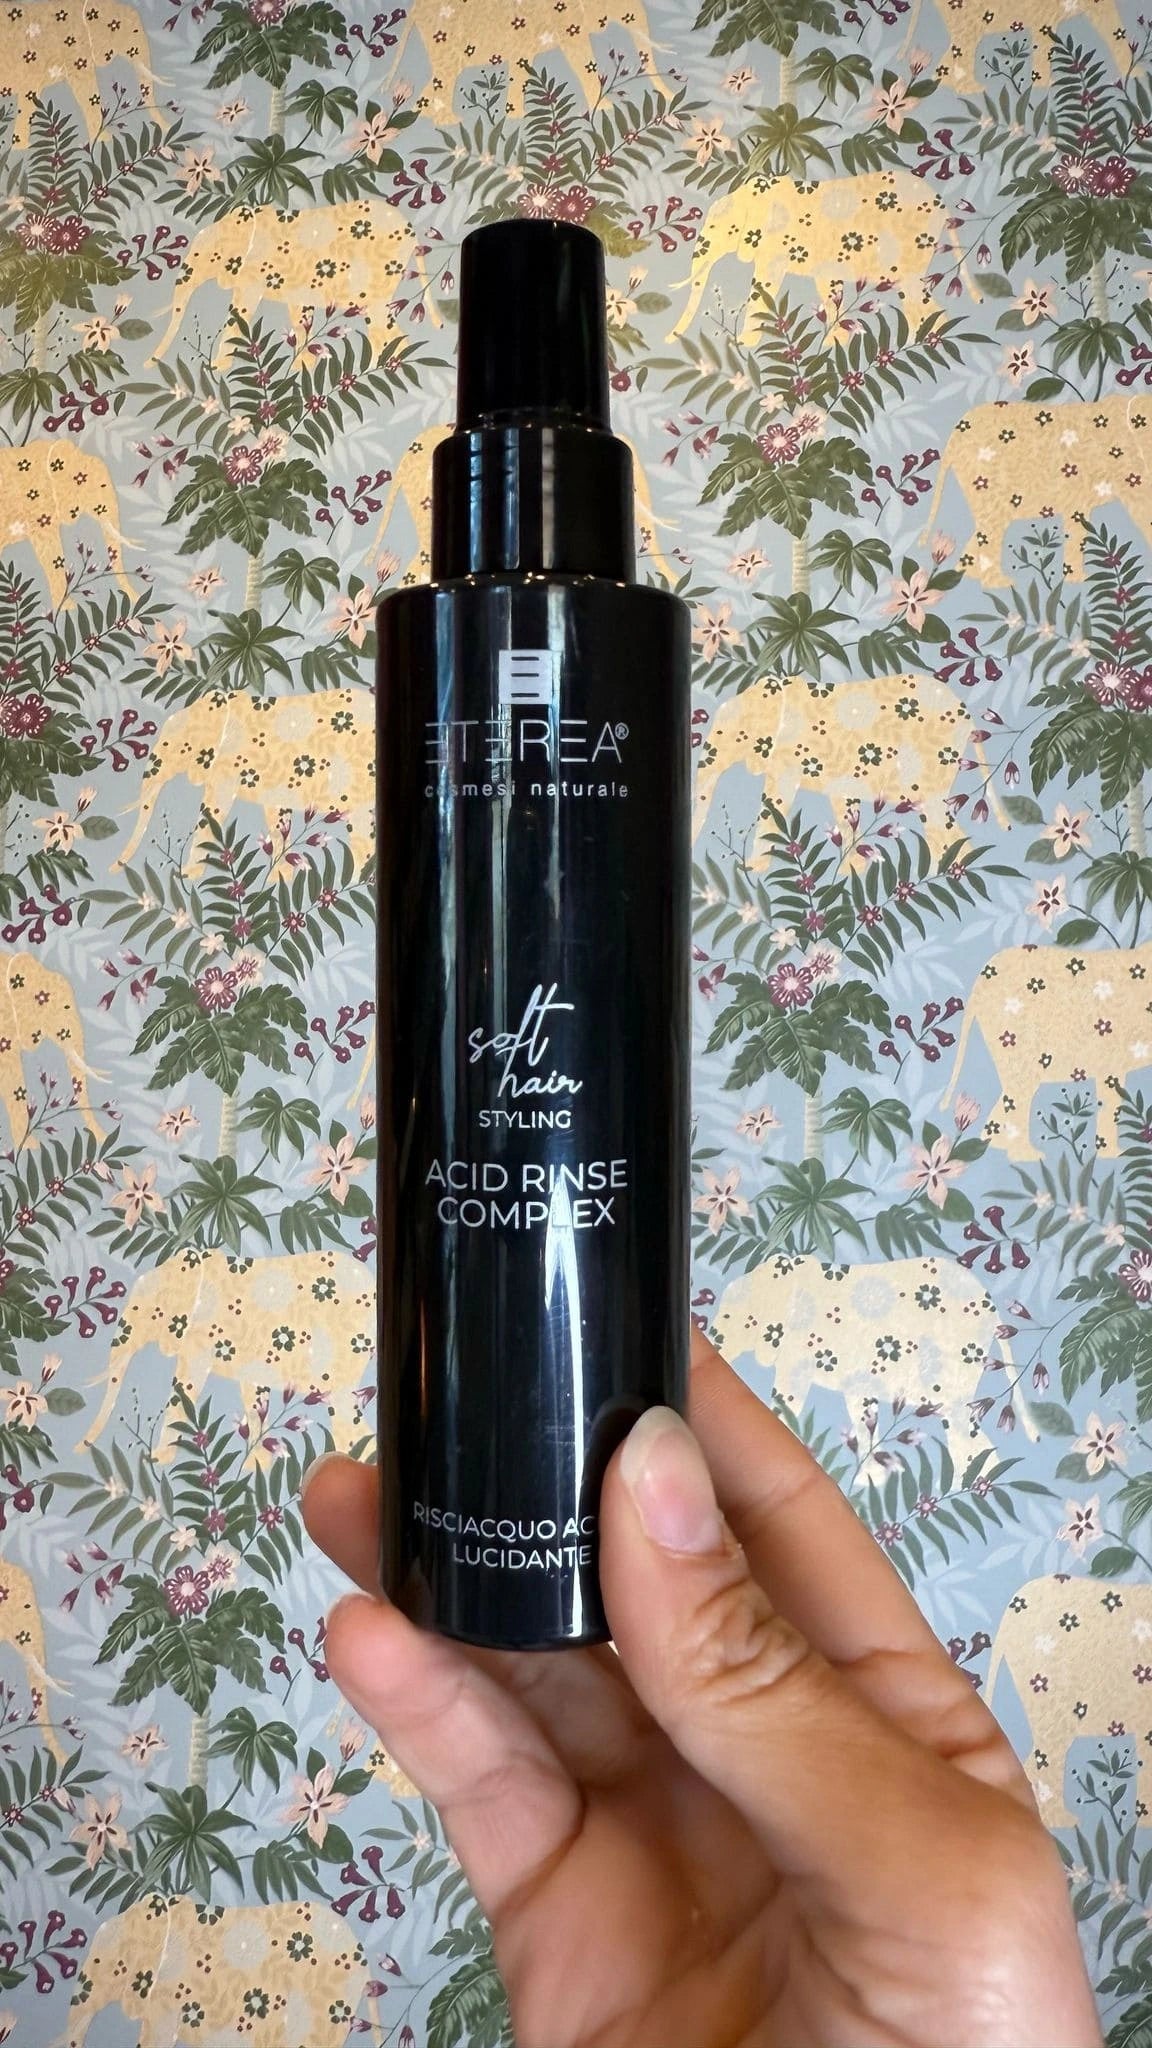 ETEREA®
cosmesi naturale
soft
hair
STYLING
ACID RINSE
COMPLEX
RISCIACQUO
LUCIDANTE